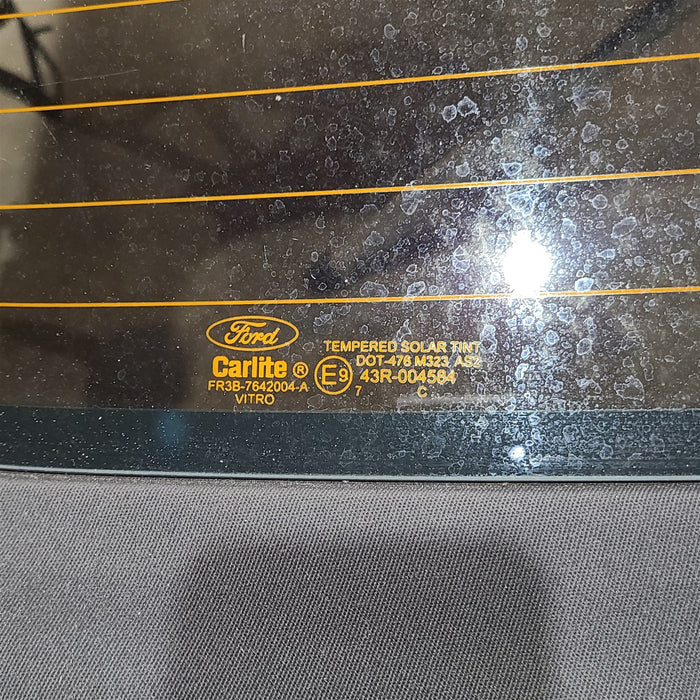 Ford
Carlite ®
FR3B-7642004-A
VITRO
TEMPERED SOLAR TINT
DOT-476 M323 AS2
E9 43R-004584
7 C